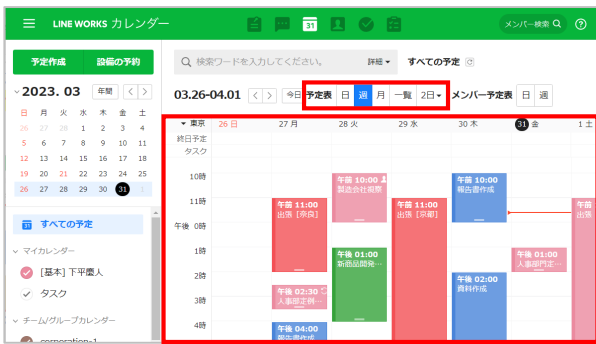 LINE WORKS カレンダー
31
メンバー検索
予定作成
設備の予約
検索ワードを入力してください。
詳細
すべての予定
2023. 03
年間
< >
03.26-04.01
< >
今日
予定表
日 週 月 一覧 2日
メンバー予定表
日 週
日 月 火 水 木 金 土
26 27 28 1 2 3 4
5 6 7 8 9 10 11
12 13 14 15 16 17 18
19 20 21 22 23 24 25
26 27 28 29 30 31 1
東京 26 日 27 月 28 火 29 水 30 木 31 金 1 土
終日予定
タスク
10時
午前 10:00
製造会社視察
午前 10:00
報告書作成
11時
午前 11:00
出張 [奈良]
午前 11:00
出張 [京都]
午前
出張
午後 0時
31 すべての予定
マイカレンダー
[基本] 下平慶人
タスク
チーム/グループカレンダー
corporation-1
1時
午後 01:00
新商品開発…
午後 01:00
人事部門定…
2時
午後 02:30
人事部定例…
午後 02:00
資料作成
3時
4時
午後 04:00
報告書作成